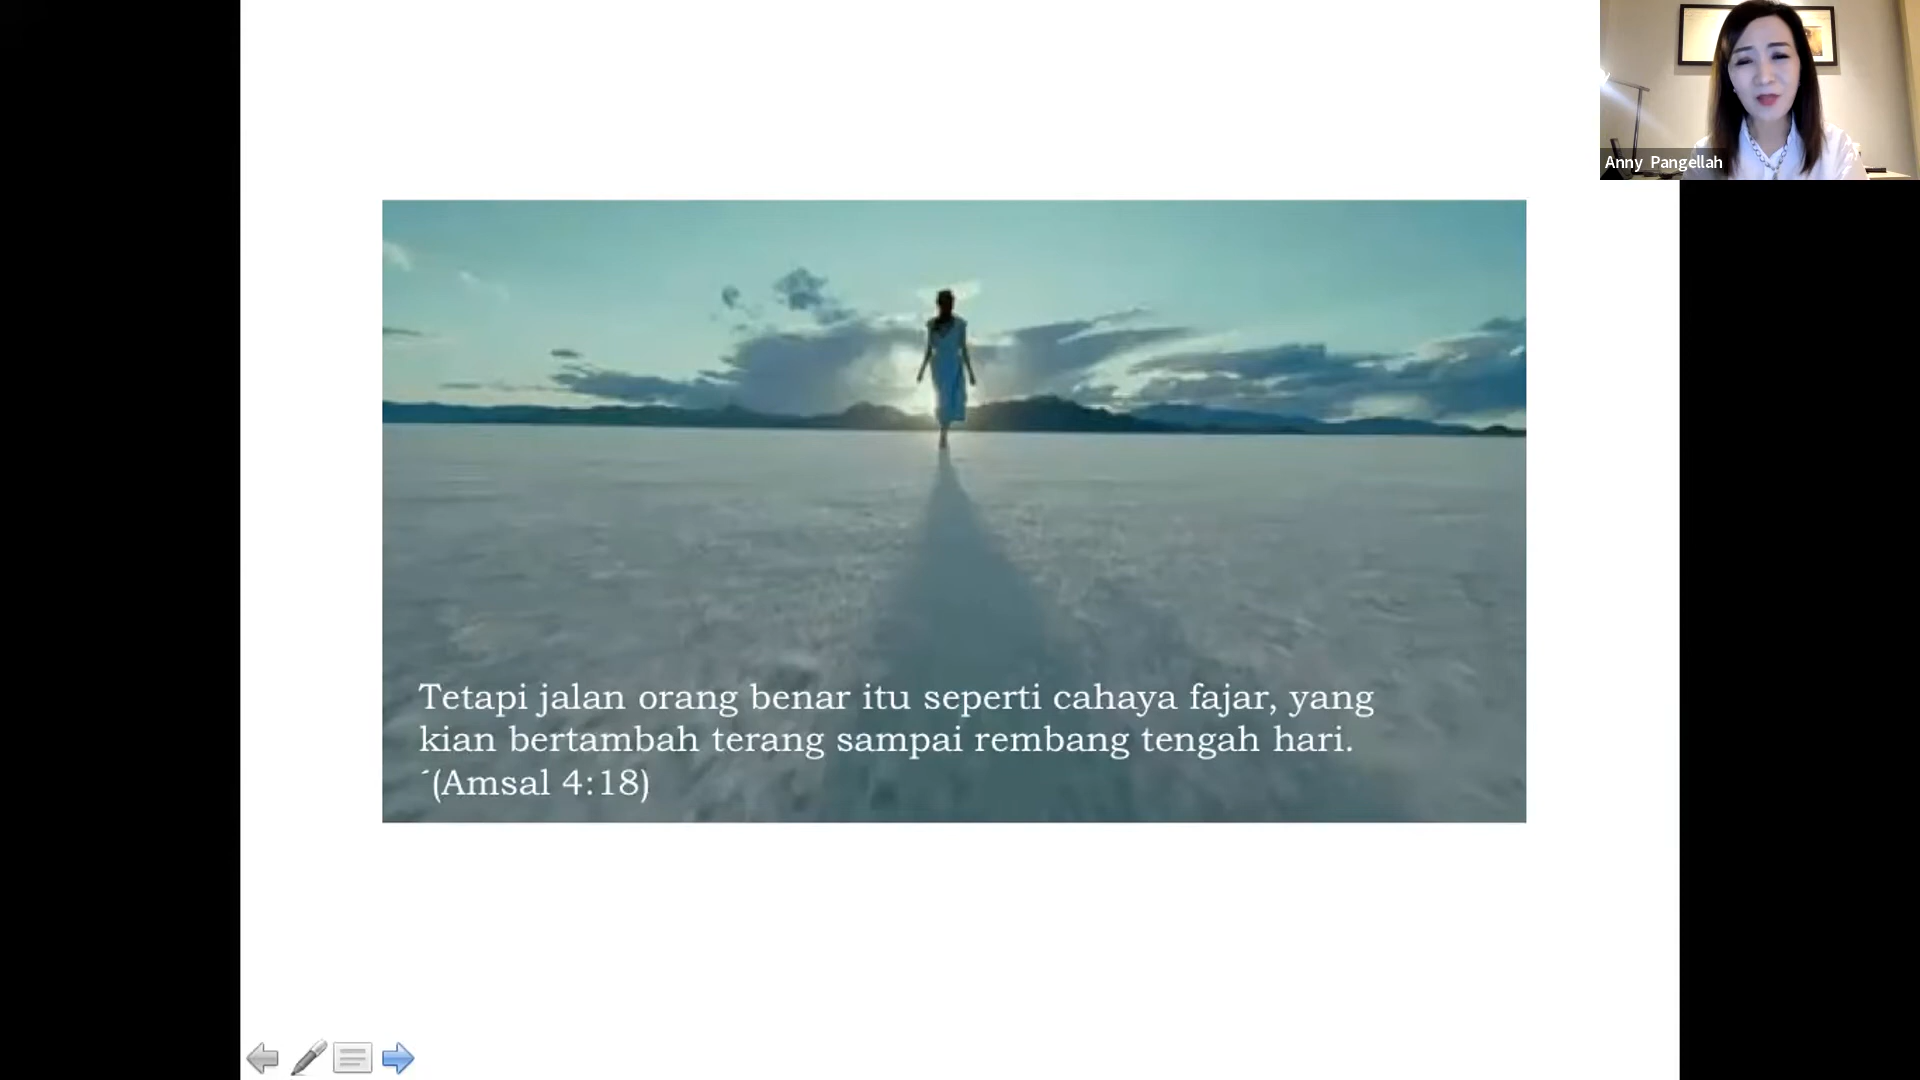 Anny Pangellah
Tetapi jalan orang benar itu seperti cahaya fajar, yang
kian bertambah terang sampai rembang tengah hari.
´(Amsal 4:18)